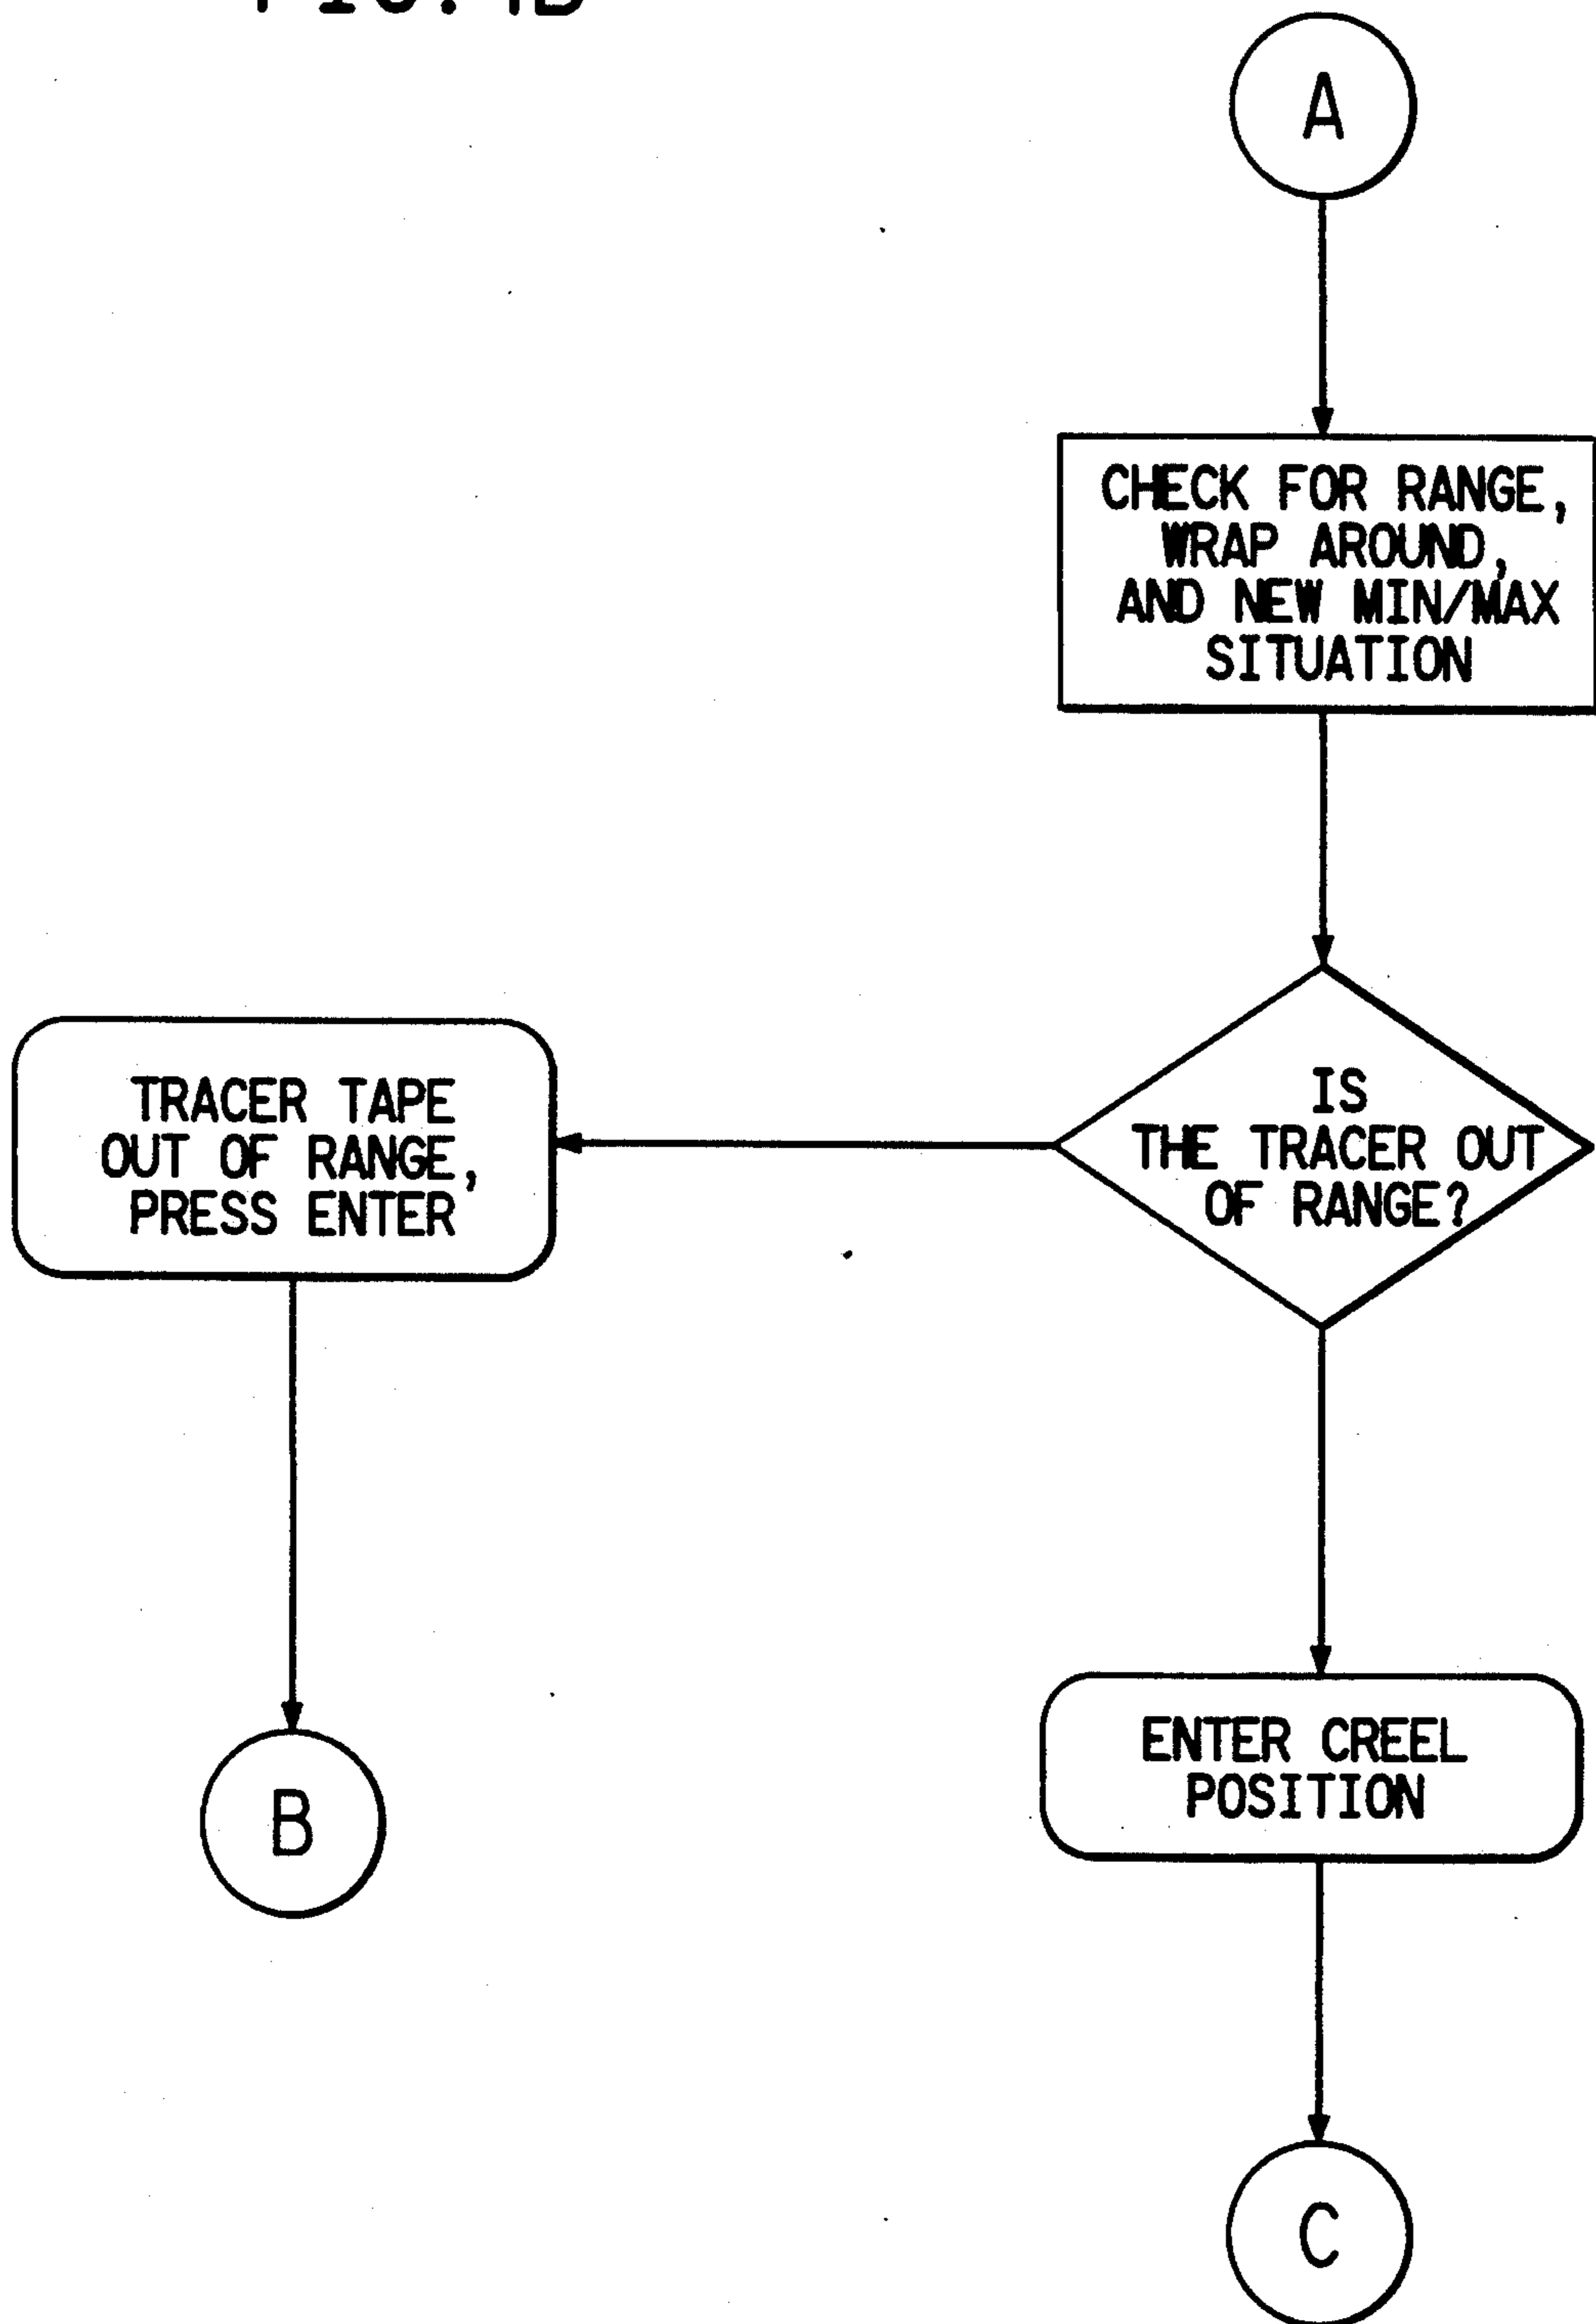 A
CHECK FOR RANGE,
WRAP AROUND,
AND NEW MIN/MAX
SITUATION
IS
THE TRACER OUT
OF RANGE?
TRACER TAPE
OUT OF RANGE,
PRESS ENTER
ENTER CREEL
POSITION
B
C